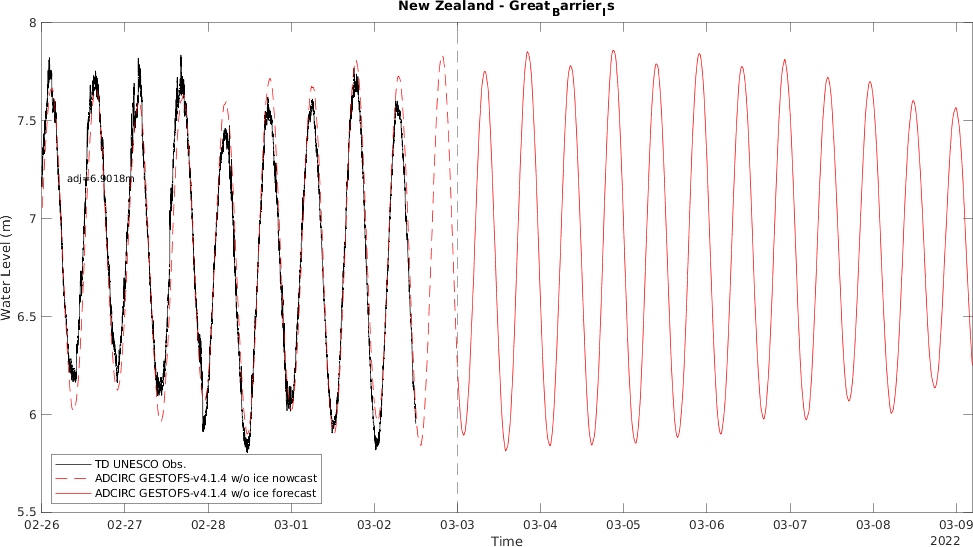 New Zealand - Great_Barrier_Is
8
7.5
7
6.5
6
5.5
Water Level (m)
adj=6.9018m
TD UNESCO Obs.
ADCIRC GESTOFS-v4.1.4 w/o ice nowcast
ADCIRC GESTOFS-v4.1.4 w/o ice forecast
02-26 02-27 02-28 03-01 03-02 03-03 03-04 03-05 03-06 03-07 03-08 03-09
Time
2022